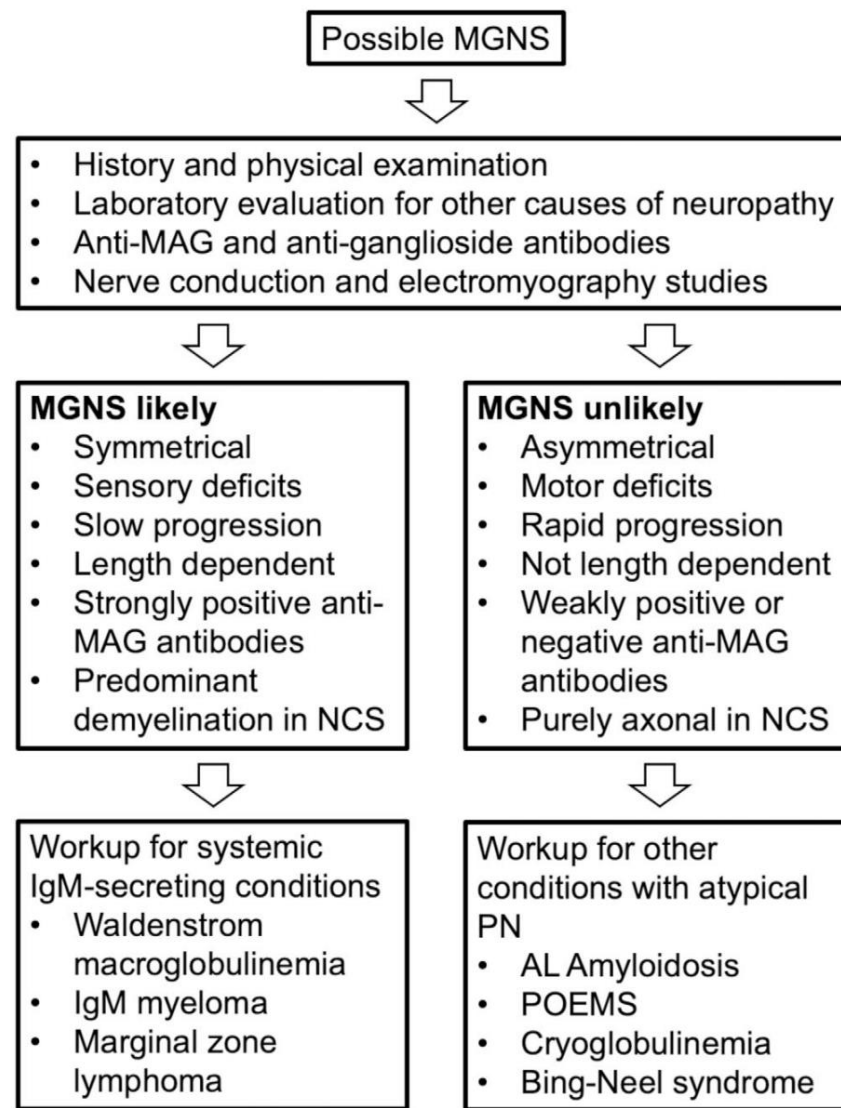 Possible MGNS
• History and physical examination
• Laboratory evaluation for other causes of neuropathy
• Anti-MAG and anti-ganglioside antibodies
• Nerve conduction and electromyography studies
MGNS likely
• Symmetrical
• Sensory deficits
• Slow progression
• Length dependent
• Strongly positive anti-
MAG antibodies
• Predominant
demyelination in NCS
MGNS unlikely
• Asymmetrical
• Motor deficits
• Rapid progression
• Not length dependent
• Weakly positive or
negative anti-MAG
antibodies
• Purely axonal in NCS
Workup for systemic
IgM-secreting conditions
• Waldenstrom
macroglobulinemia
• IgM myeloma
• Marginal zone
lymphoma
Workup for other
conditions with atypical
PN
• AL Amyloidosis
• POEMS
• Cryoglobulinemia
• Bing-Neel syndrome